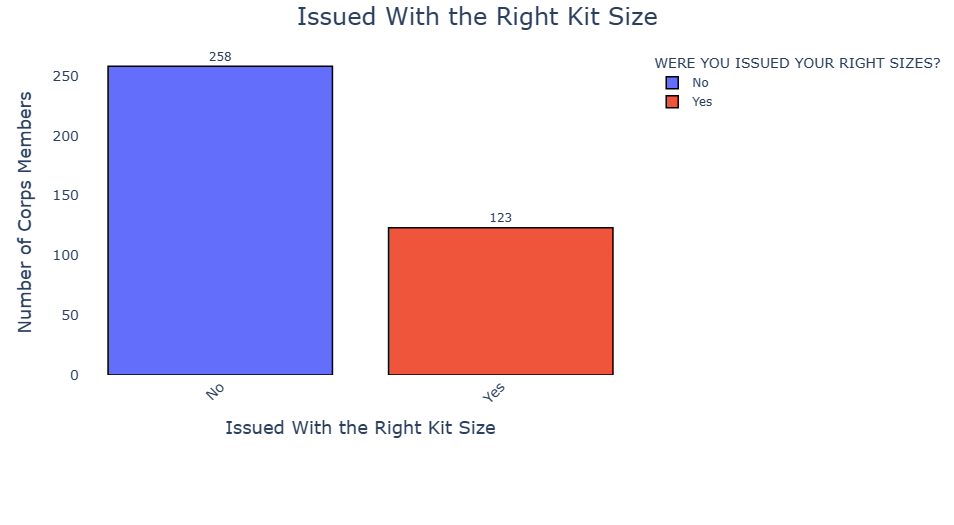 Issued With the Right Kit Size
258
WERE YOU ISSUED YOUR RIGHT SIZES?
No
Yes
250
200
150
123
100
50
0
Number of Corps Members
No
Yes
Issued With the Right Kit Size